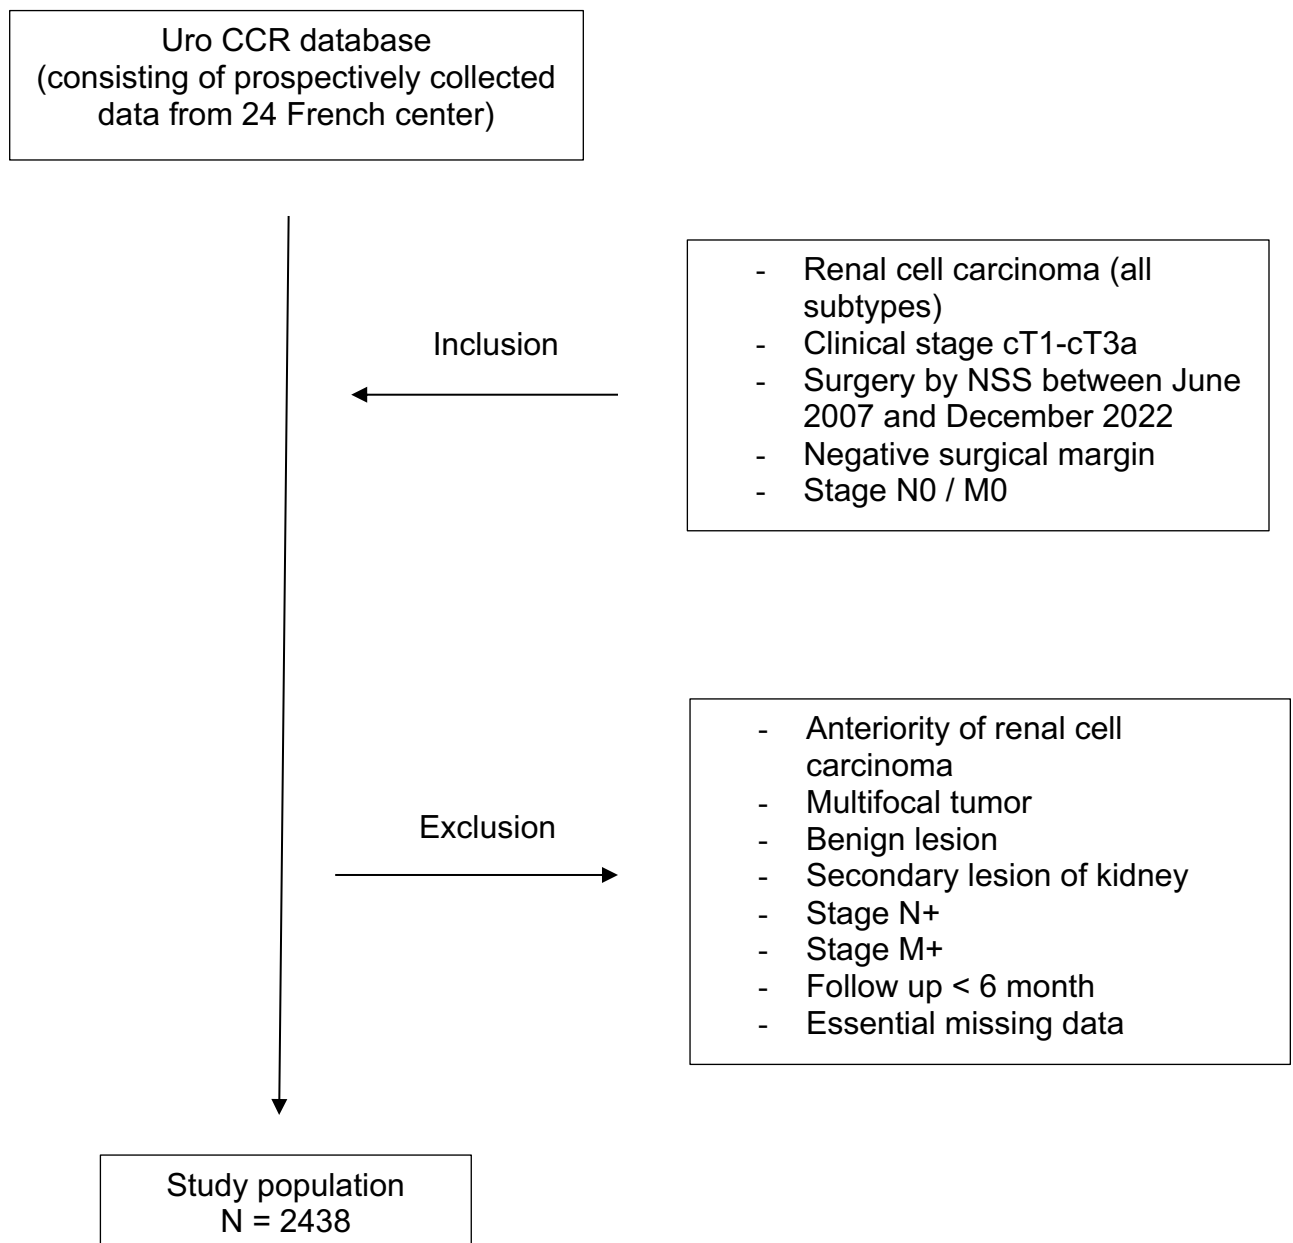 Uro CCR database
(consisting of prospectively collected
data from 24 French center)
Inclusion
- Renal cell carcinoma (all
subtypes)
- Clinical stage cT1-cT3a
- Surgery by NSS between June
2007 and December 2022
- Negative surgical margin
- Stage N0 / M0
Exclusion
- Anteriority of renal cell
carcinoma
- Multifocal tumor
- Benign lesion
- Secondary lesion of kidney
- Stage N+
- Stage M+
- Follow up < 6 month
- Essential missing data
Study population
N = 2438